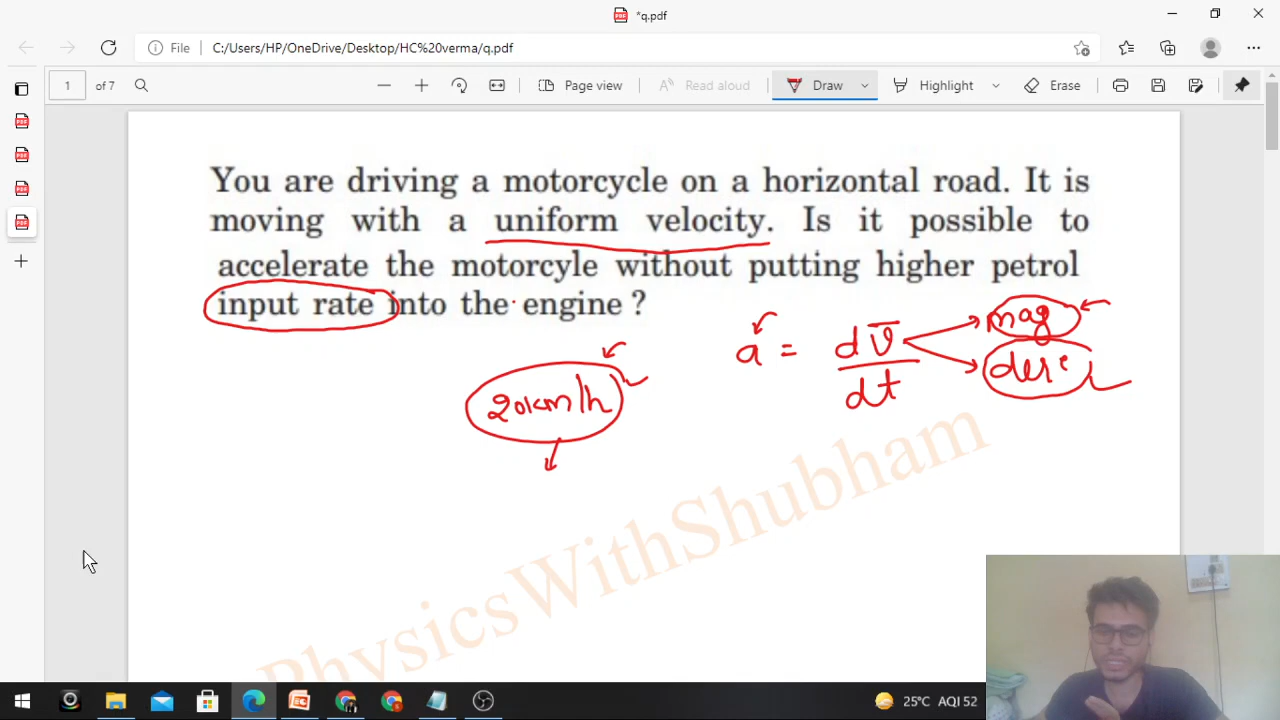 *q.pdf
File C:/Users/HP/OneDrive/Desktop/HC%20verma/q.pdf
1 of 7 Page view Read aloud Draw Highlight Erase
You are driving a motorcycle on a horizontal road. It is
moving with a uniform velocity. Is it possible to
accelerate the motorcyle without putting higher petrol
input rate into the engine ?
a = dv̄/dt
mag
dirc
20km/h
PhysicsWithShubham
25°C AQI 52